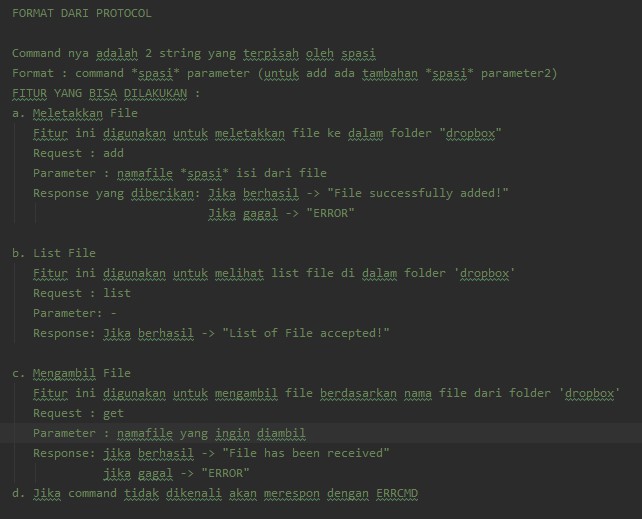 FORMAT DARI PROTOCOL
Command nya adalah 2 string yang terpisah oleh spasi
Format : command *spasi* parameter (untuk add ada tambahan *spasi* parameter2)
FITUR YANG BISA DILAKUKAN :
a. Meletakkan File
Fitur ini digunakan untuk meletakkan file ke dalam folder "dropbox"
Request : add
Parameter : namafile *spasi* isi dari file
Response yang diberikan: Jika berhasil -> "File successfully added!"
Jika gagal -> "ERROR"
b. List File
Fitur ini digunakan untuk melihat list file di dalam folder 'dropbox'
Request : list
Parameter: -
Response: Jika berhasil -> "List of File accepted!"
c. Mengambil File
Fitur ini digunakan untuk mengambil file berdasarkan nama file dari folder 'dropbox'
Request : get
Parameter : namafile yang ingin diambil
Response: jika berhasil -> "File has been received"
jika gagal -> "ERROR"
d. Jika command tidak dikenali akan merespon dengan ERRCMD